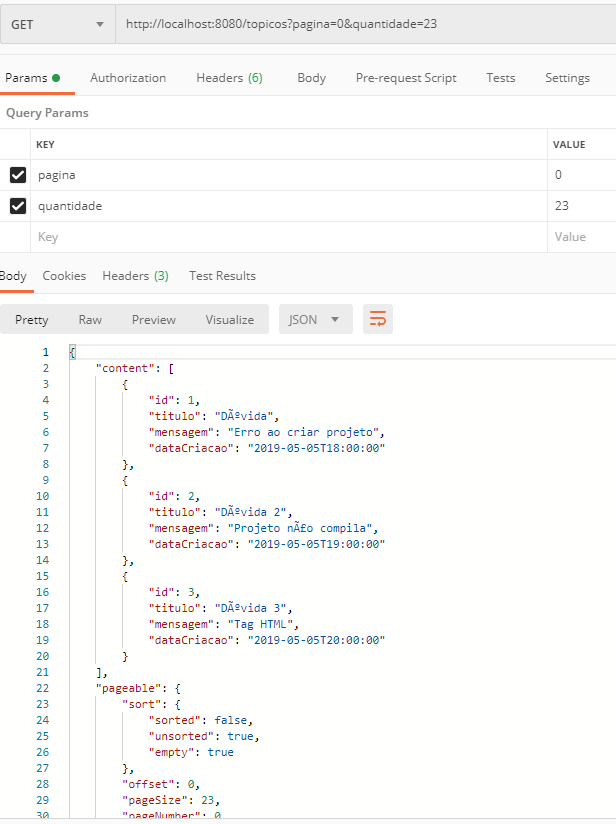 GET http://localhost:8080/topicos?pagina=0&quantidade=23
Params Authorization Headers (6) Body Pre-request Script Tests Settings
Query Params
KEY VALUE
pagina 0
quantidade 23
Key Value
Body Cookies Headers (3) Test Results
Pretty Raw Preview Visualize JSON
1 {
2 "content": [
3 {
4 "id": 1,
5 "titulo": "DÃºvida",
6 "mensagem": "Erro ao criar projeto",
7 "dataCriacao": "2019-05-05T18:00:00"
8 },
9 {
10 "id": 2,
11 "titulo": "DÃºvida 2",
12 "mensagem": "Projeto nÃ£o compila",
13 "dataCriacao": "2019-05-05T19:00:00"
14 },
15 {
16 "id": 3,
17 "titulo": "DÃºvida 3",
18 "mensagem": "Tag HTML",
19 "dataCriacao": "2019-05-05T20:00:00"
20 }
21 ],
22 "pageable": {
23 "sort": {
24 "sorted": false,
25 "unsorted": true,
26 "empty": true
27 },
28 "offset": 0,
29 "pageSize": 23,
30 "pageNumber": 0